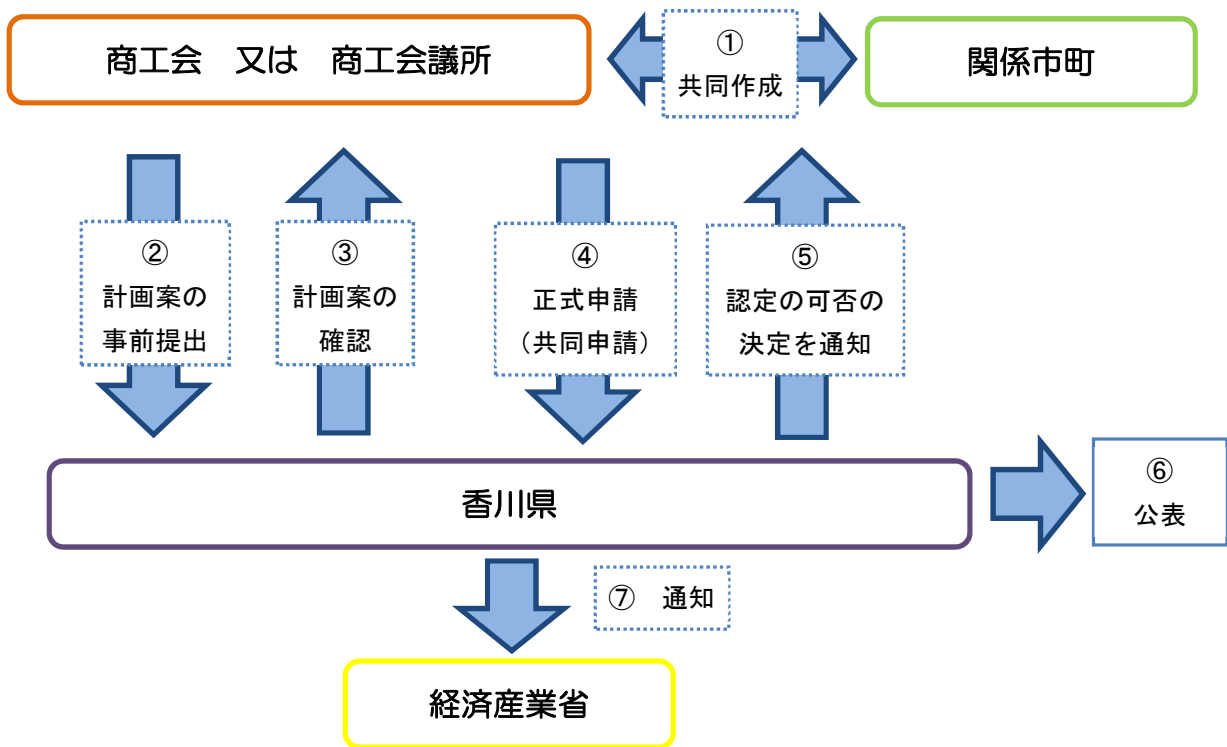 商工会　又は　商工会議所
①
共同作成
関係市町
②
計画案の
事前提出
③
計画案の
確認
④
正式申請
（共同申請）
⑤
認定の可否の
決定を通知
香川県
⑥
公表
⑦　通知
経済産業省